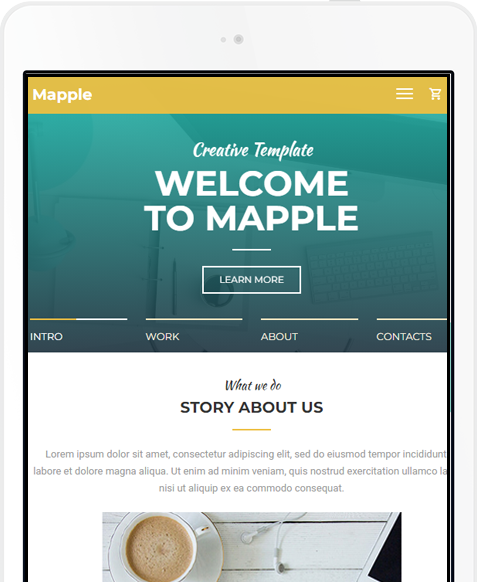 Mapple
Creative Template
WELCOME
TO MAPPLE
LEARN MORE
INTRO WORK ABOUT CONTACTS
What we do
STORY ABOUT US
Lorem ipsum dolor sit amet, consectetur adipiscing elit, sed do eiusmod tempor incididunt
labore et dolore magna aliqua. Ut enim ad minim veniam, quis nostrud exercitation ullamco la
nisi ut aliquip ex ea commodo consequat.